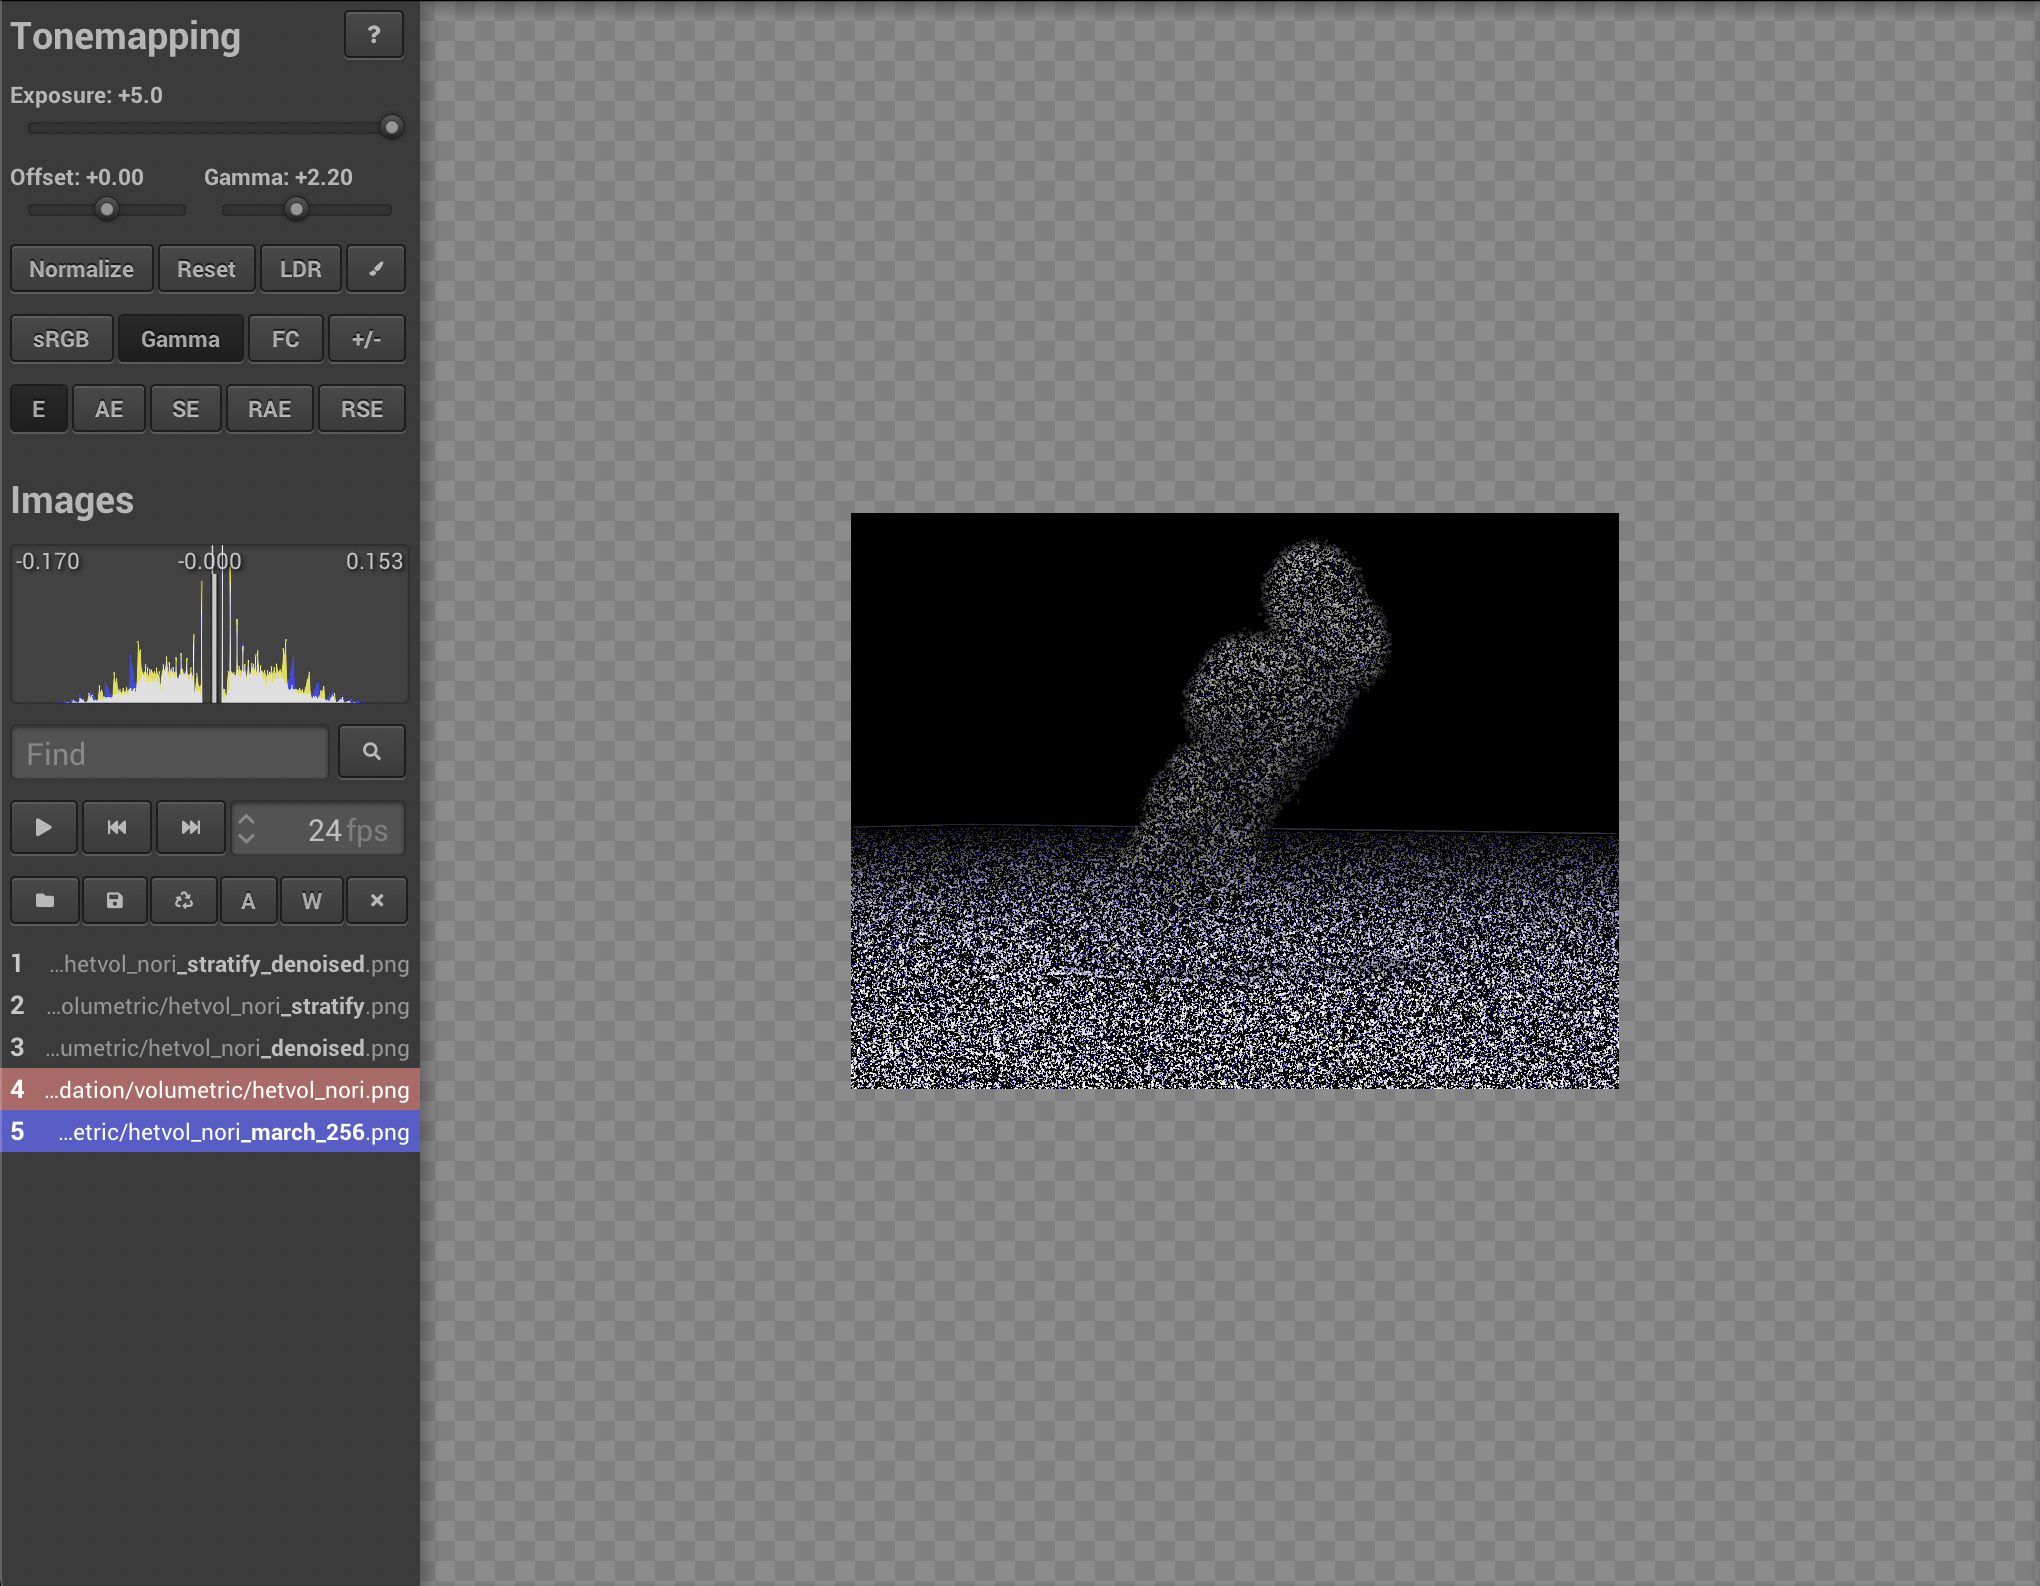 Tonemapping
?
Exposure: +5.0
Offset: +0.00 Gamma: +2.20
Normalize Reset LDR
sRGB Gamma FC +/-
E AE SE RAE RSE
Images
-0.170 -0.000 0.153
Find
24 fps
A W
1 ...hetvol_nori_stratify_denoised.png
2 ...olumetric/hetvol_nori_stratify.png
3 ...umetric/hetvol_nori_denoised.png
4 ...dation/volumetric/hetvol_nori.png
5 ...etric/hetvol_nori_march_256.png